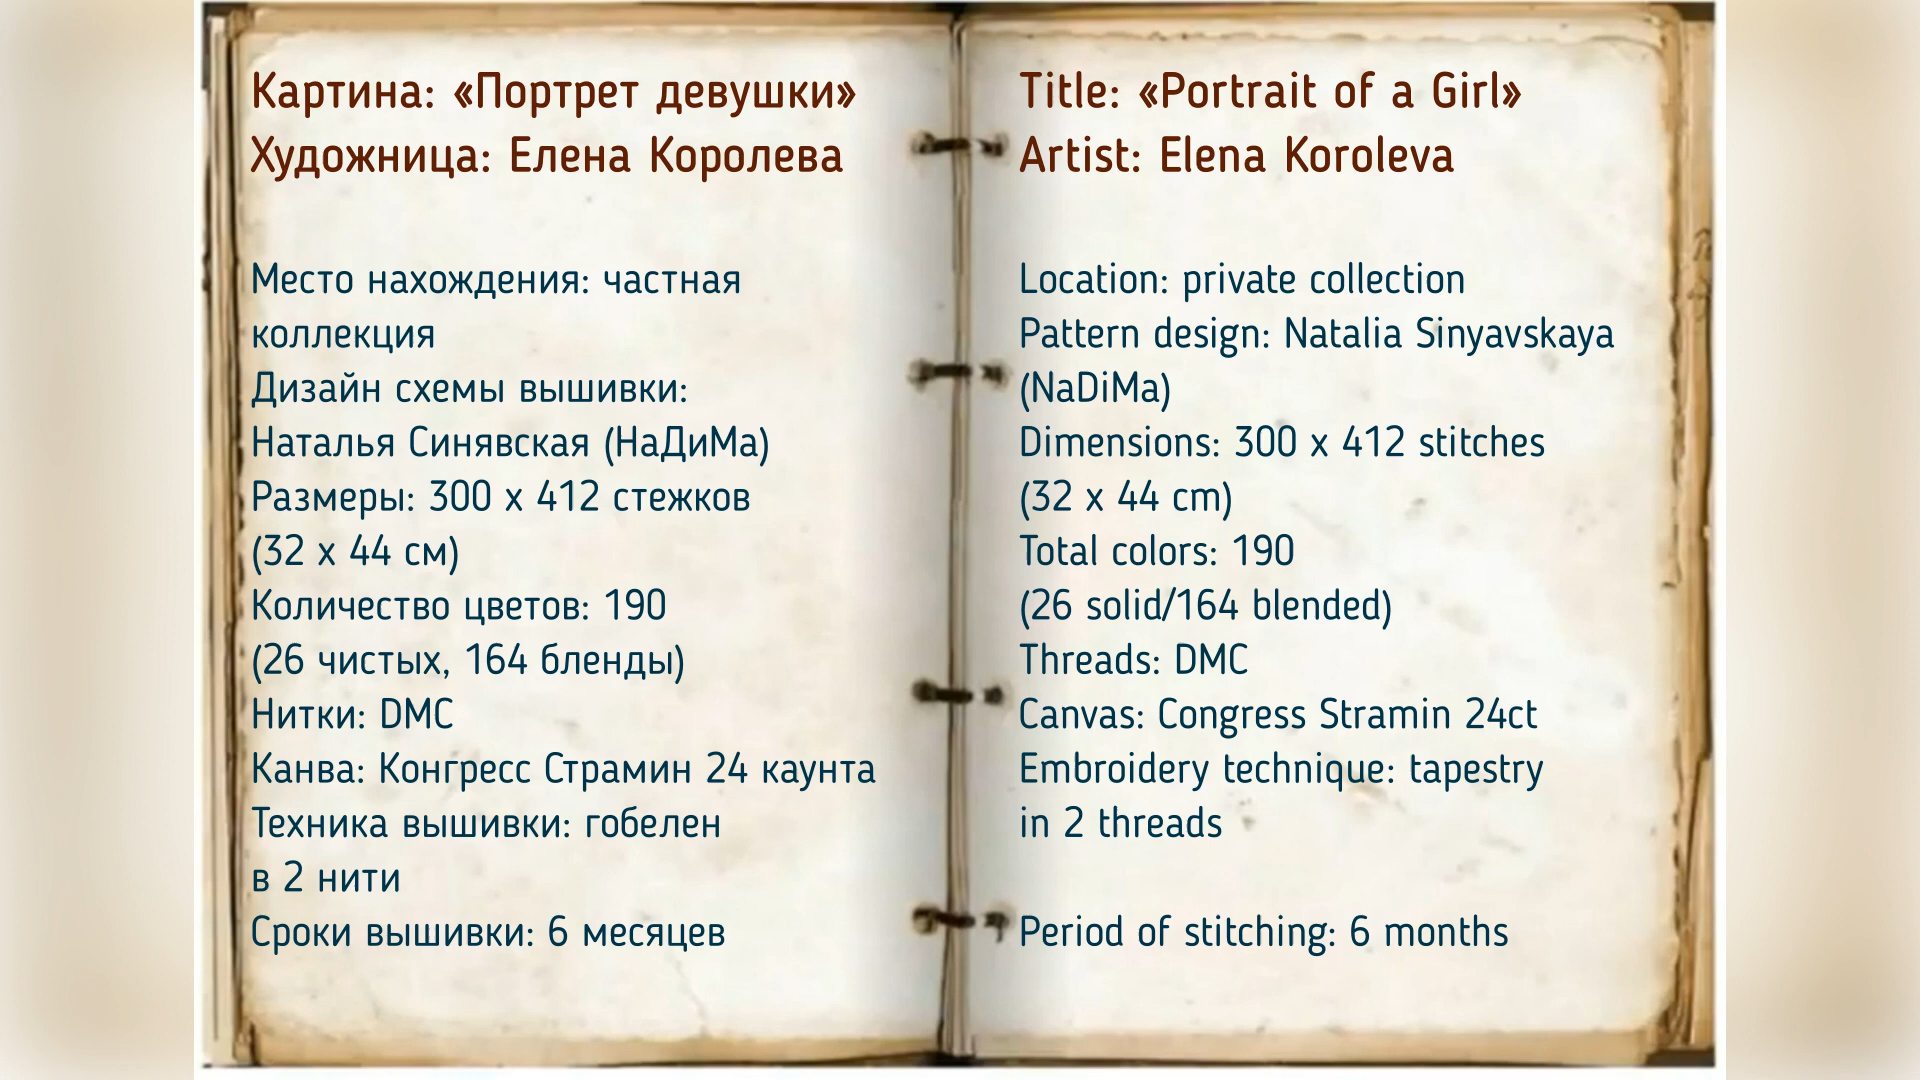 Картина: «Портрет девушки»
Художница: Елена Королева
Место нахождения: частная
коллекция
Дизайн схемы вышивки:
Наталья Синявская (НаДиМа)
Размеры: 300 х 412 стежков
(32 х 44 см)
Количество цветов: 190
(26 чистых, 164 бленды)
Нитки: DMC
Канва: Конгресс Страмин 24 каунта
Техника вышивки: гобелен
в 2 нити
Сроки вышивки: 6 месяцев
Title: «Portrait of a Girl»
Artist: Elena Koroleva
Location: private collection
Pattern design: Natalia Sinyavskaya
(NaDiMa)
Dimensions: 300 x 412 stitches
(32 x 44 cm)
Total colors: 190
(26 solid/164 blended)
Threads: DMC
Canvas: Congress Stramin 24ct
Embroidery technique: tapestry
in 2 threads
Period of stitching: 6 months